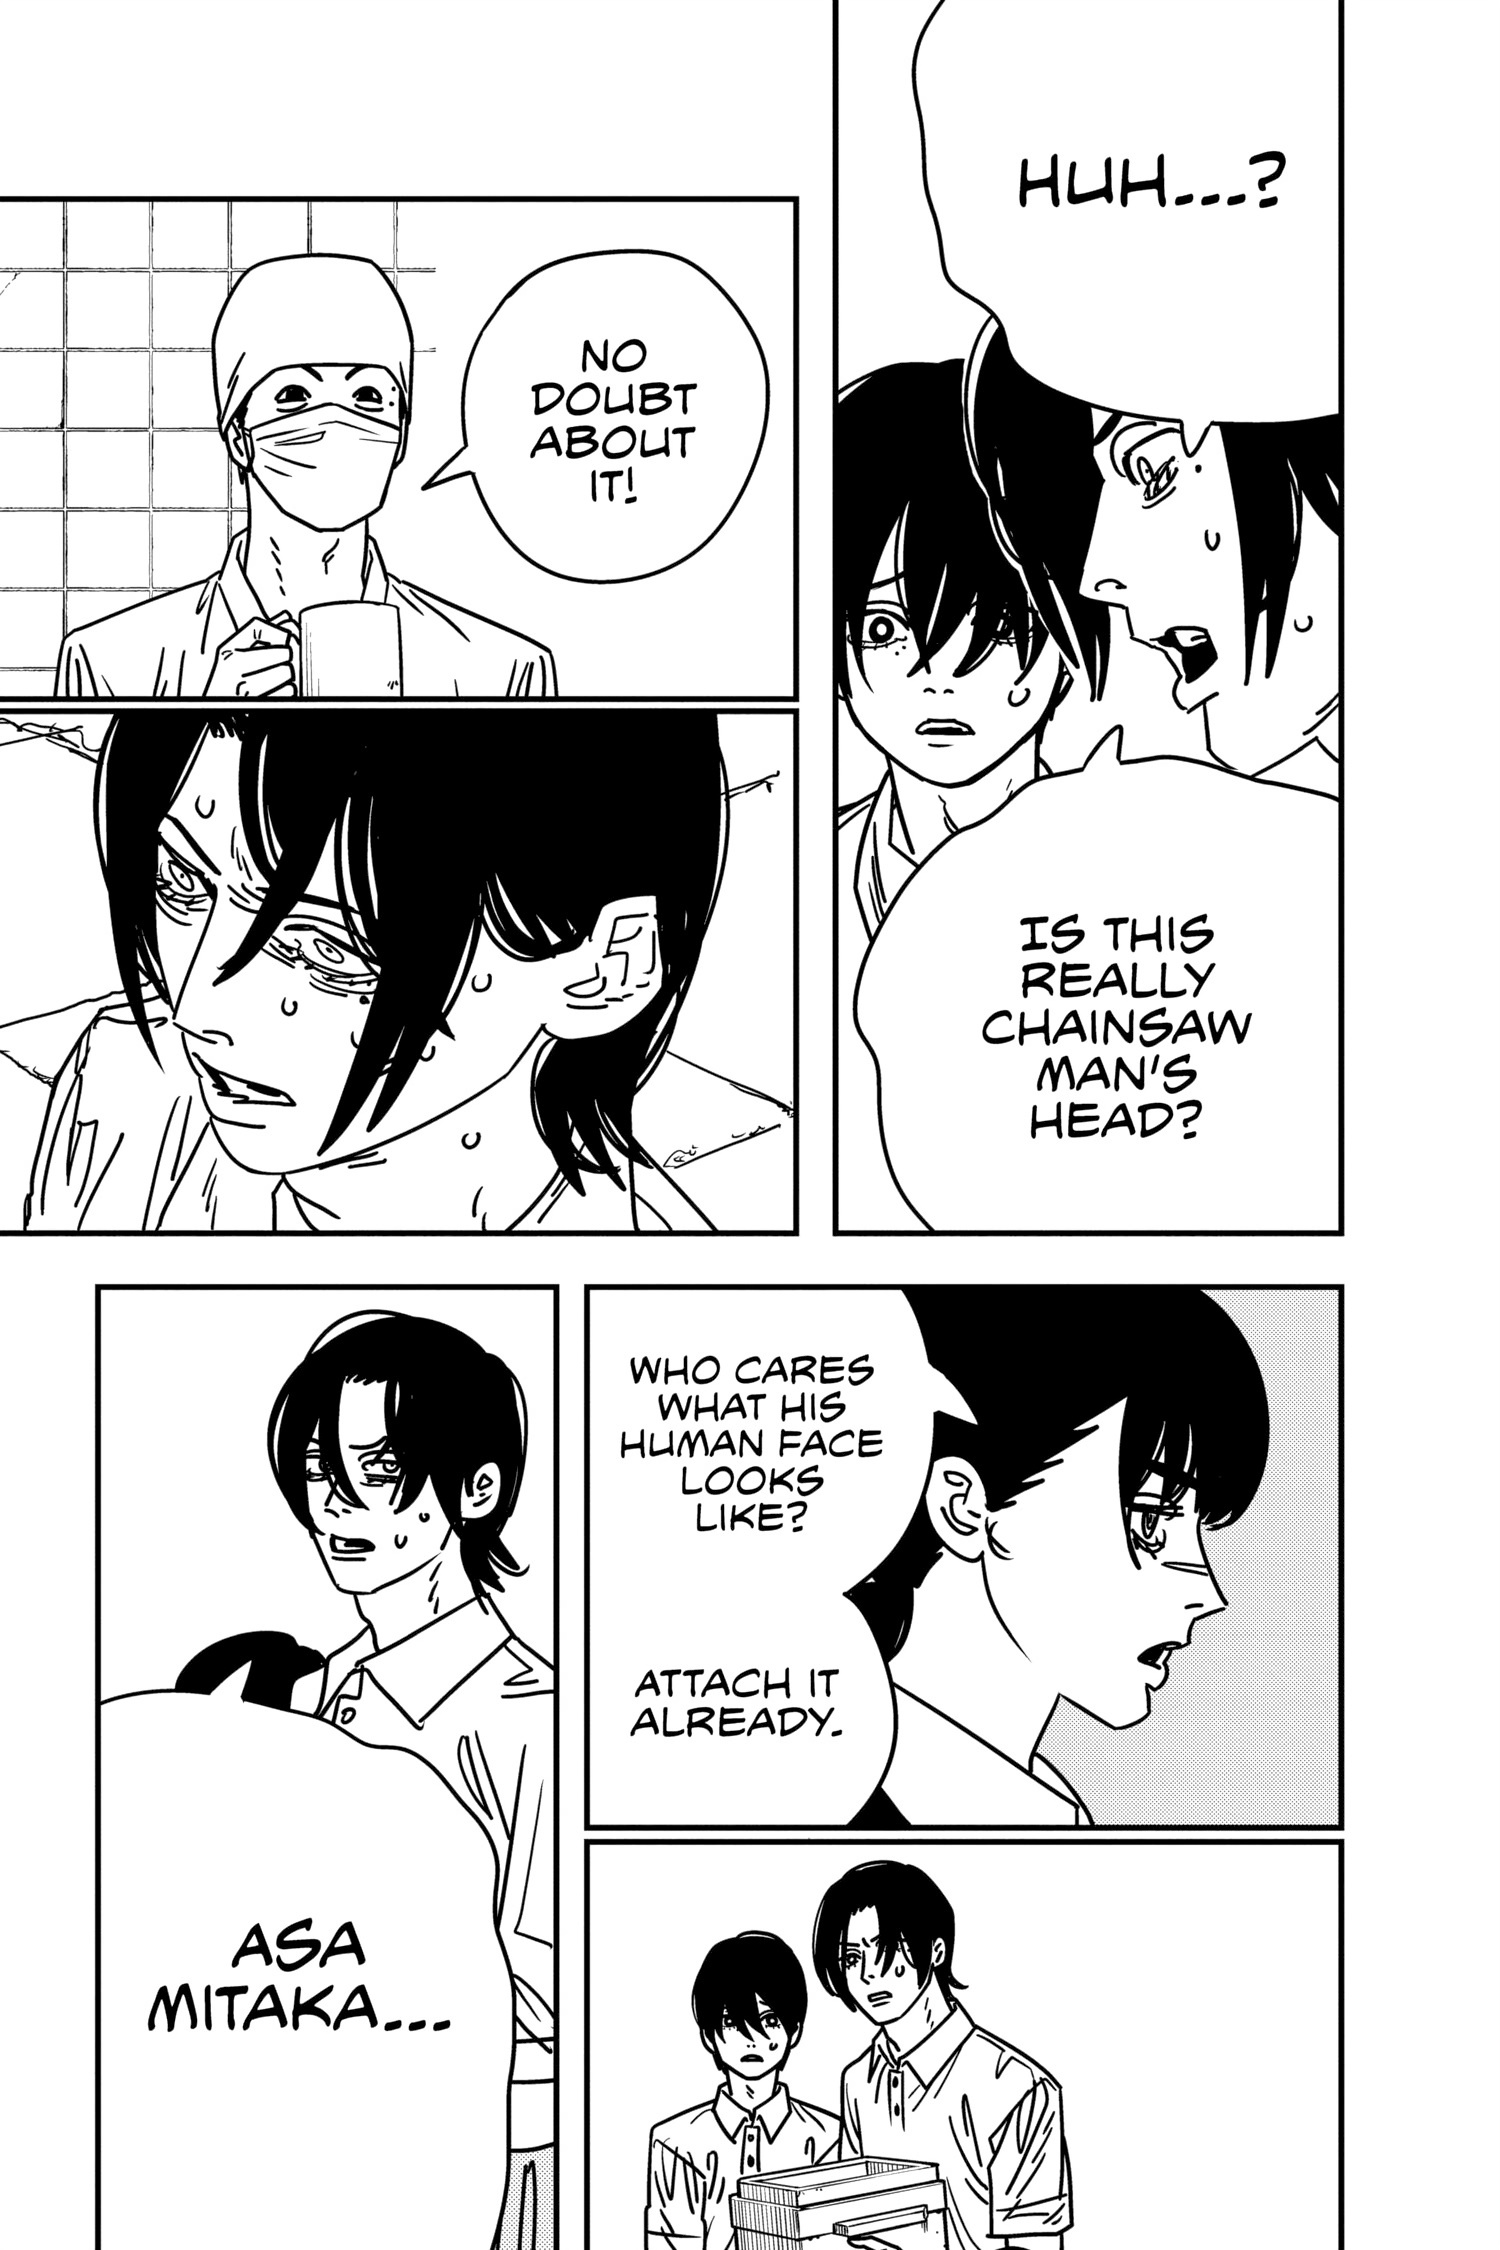 HUH...?
IS THIS
REALLY
CHAINSAW
MAN'S
HEAD?
NO
DOUBT
ABOUT
IT!
WHO CARES
WHAT HIS
HUMAN FACE
LOOKS
LIKE?
ATTACH IT
ALREADY.
ASA
MITAKA...